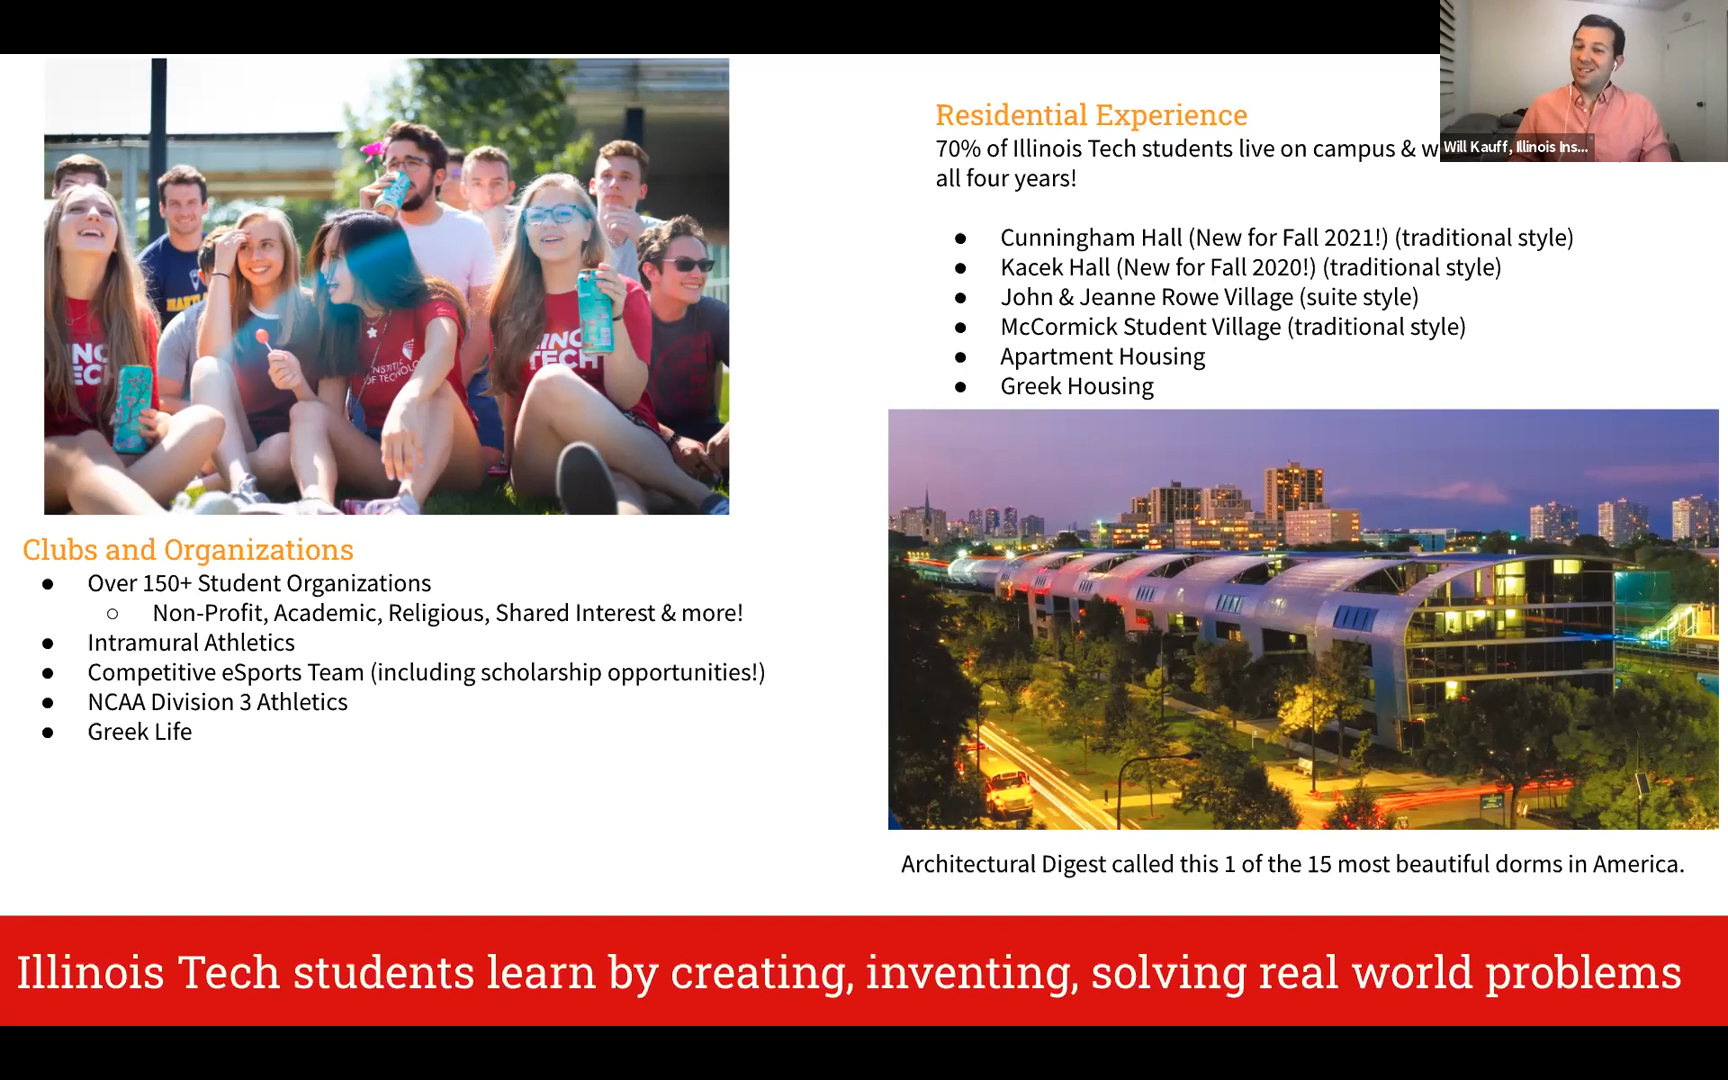 Will Kauff, Illinois Ins...
Residential Experience
70% of Illinois Tech students live on campus &
all four years!
● Cunningham Hall (New for Fall 2021!) (traditional style)
● Kacek Hall (New for Fall 2020!) (traditional style)
● John & Jeanne Rowe Village (suite style)
● McCormick Student Village (traditional style)
● Apartment Housing
● Greek Housing
Clubs and Organizations
● Over 150+ Student Organizations
○ Non-Profit, Academic, Religious, Shared Interest & more!
● Intramural Athletics
● Competitive eSports Team (including scholarship opportunities!)
● NCAA Division 3 Athletics
● Greek Life
Architectural Digest called this 1 of the 15 most beautiful dorms in America.
Illinois Tech students learn by creating, inventing, solving real world problems